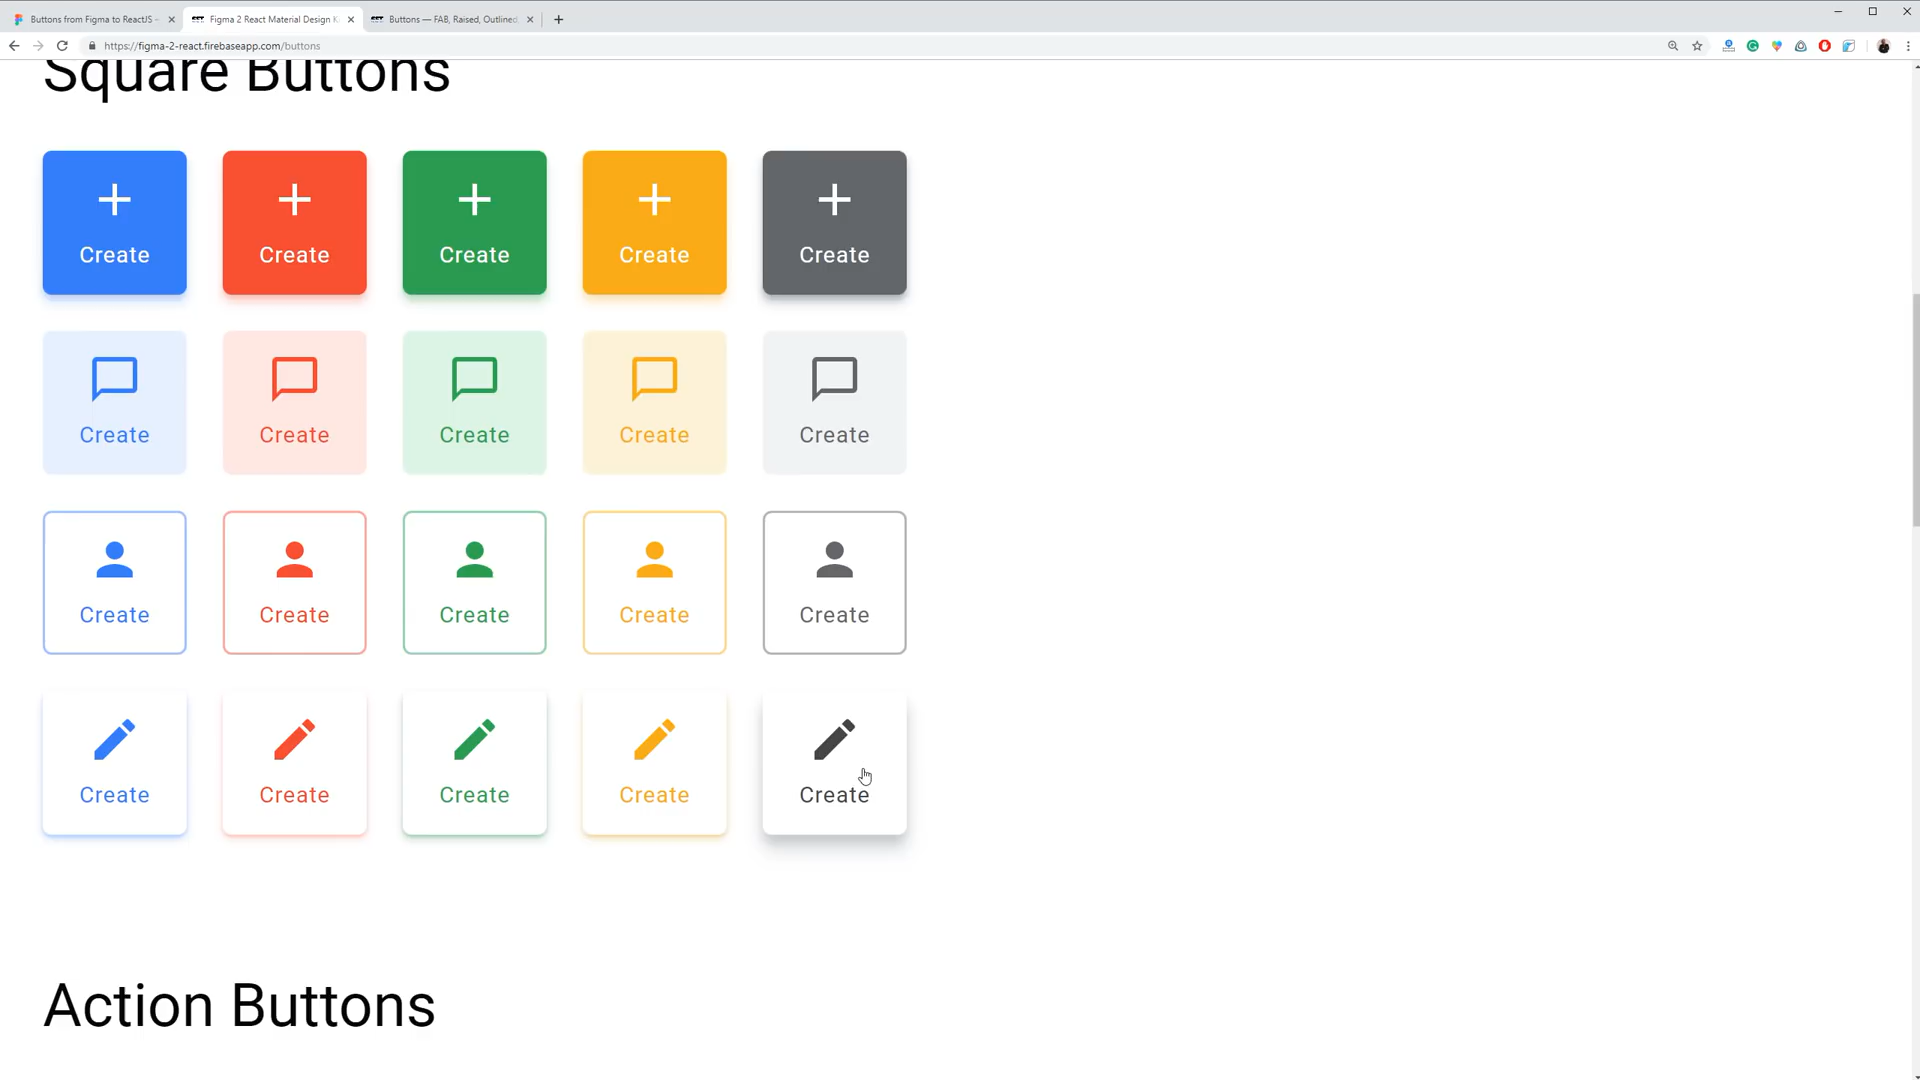 Buttons from Figma to ReactJS -
Figma 2 React Material Design K
Buttons — FAB, Raised, Outlined
https://figma-2-react.firebaseapp.com/buttons
Square Buttons
Create Create Create Create Create
Create Create Create Create Create
Create Create Create Create Create
Create Create Create Create Create
Action Buttons